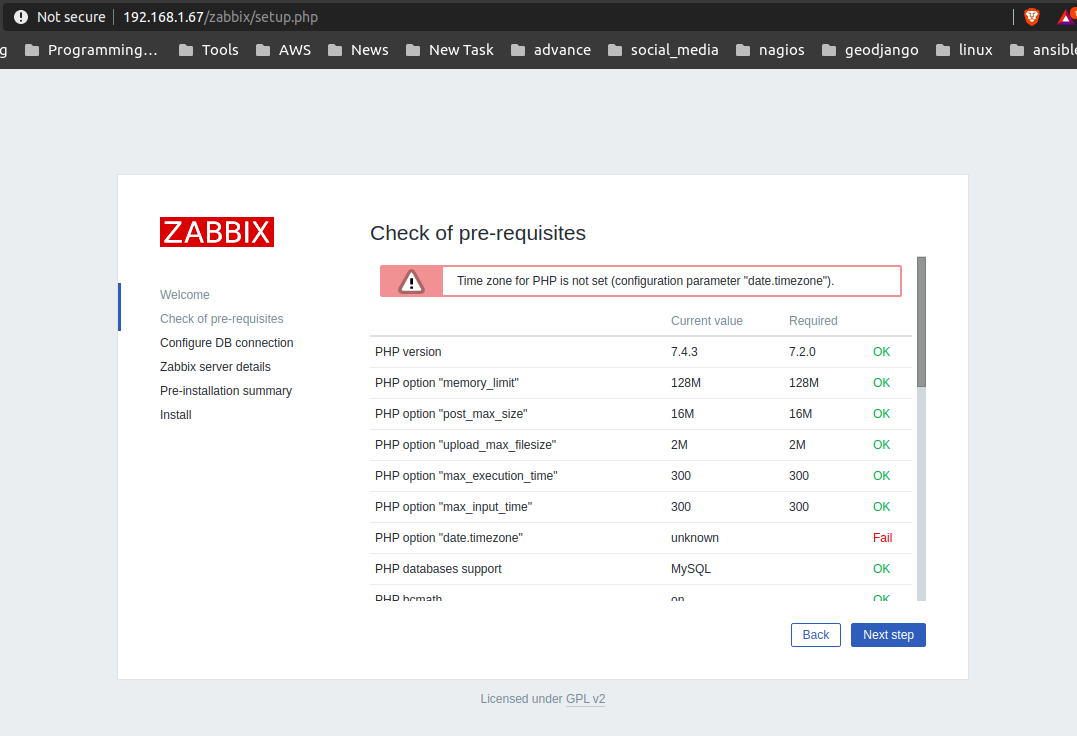 Not secure 192.168.1.67/zabbix/setup.php
g Programming... Tools AWS News New Task advance social_media nagios geodjango linux ansible
ZABBIX
Check of pre-requisites
Time zone for PHP is not set (configuration parameter "date.timezone").
Welcome
Check of pre-requisites
Configure DB connection
Zabbix server details
Pre-installation summary
Install
Current value Required
PHP version 7.4.3 7.2.0 OK
PHP option "memory_limit" 128M 128M OK
PHP option "post_max_size" 16M 16M OK
PHP option "upload_max_filesize" 2M 2M OK
PHP option "max_execution_time" 300 300 OK
PHP option "max_input_time" 300 300 OK
PHP option "date.timezone" unknown Fail
PHP databases support MySQL OK
PHP bcmath on OK
Back Next step
Licensed under GPL v2